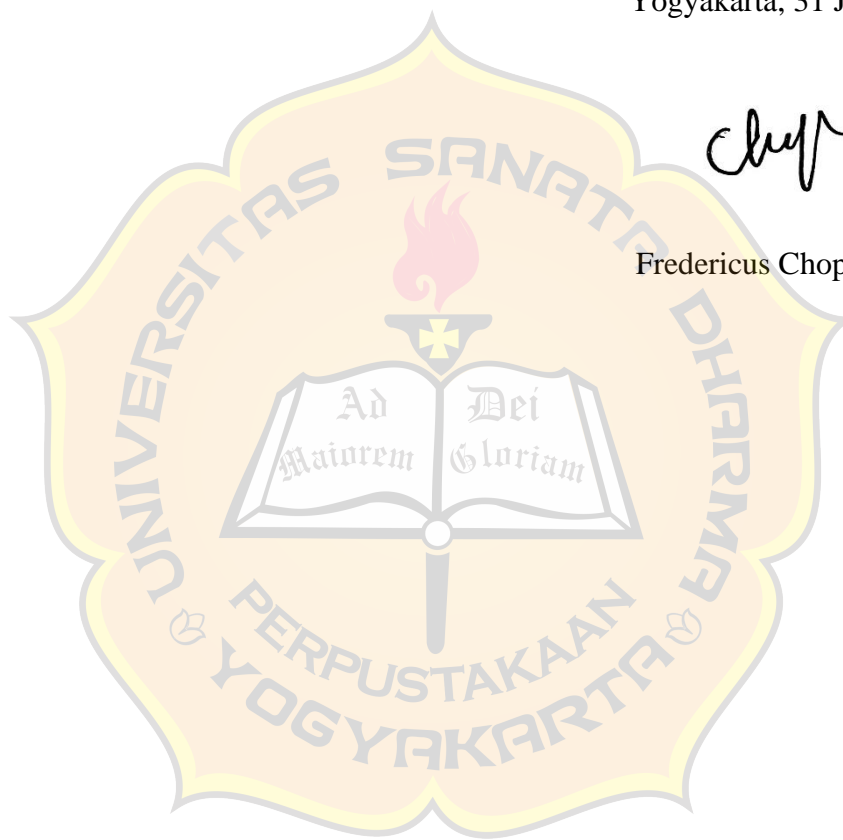 Yogyakarta, 31 J
Fredericus Chop
UNIVERSITAS SANATA DHARMA
Ad Dei
Maiorem Gloriam
PERPUSTAKAAN
YOGYAKARTA